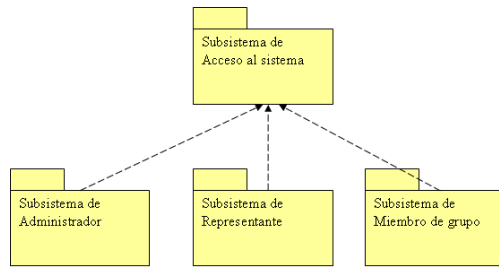 Subsistema de
Acceso al sistema
Subsistema de
Administrador
Subsistema de
Representante
Subsistema de
Miembro de grupo